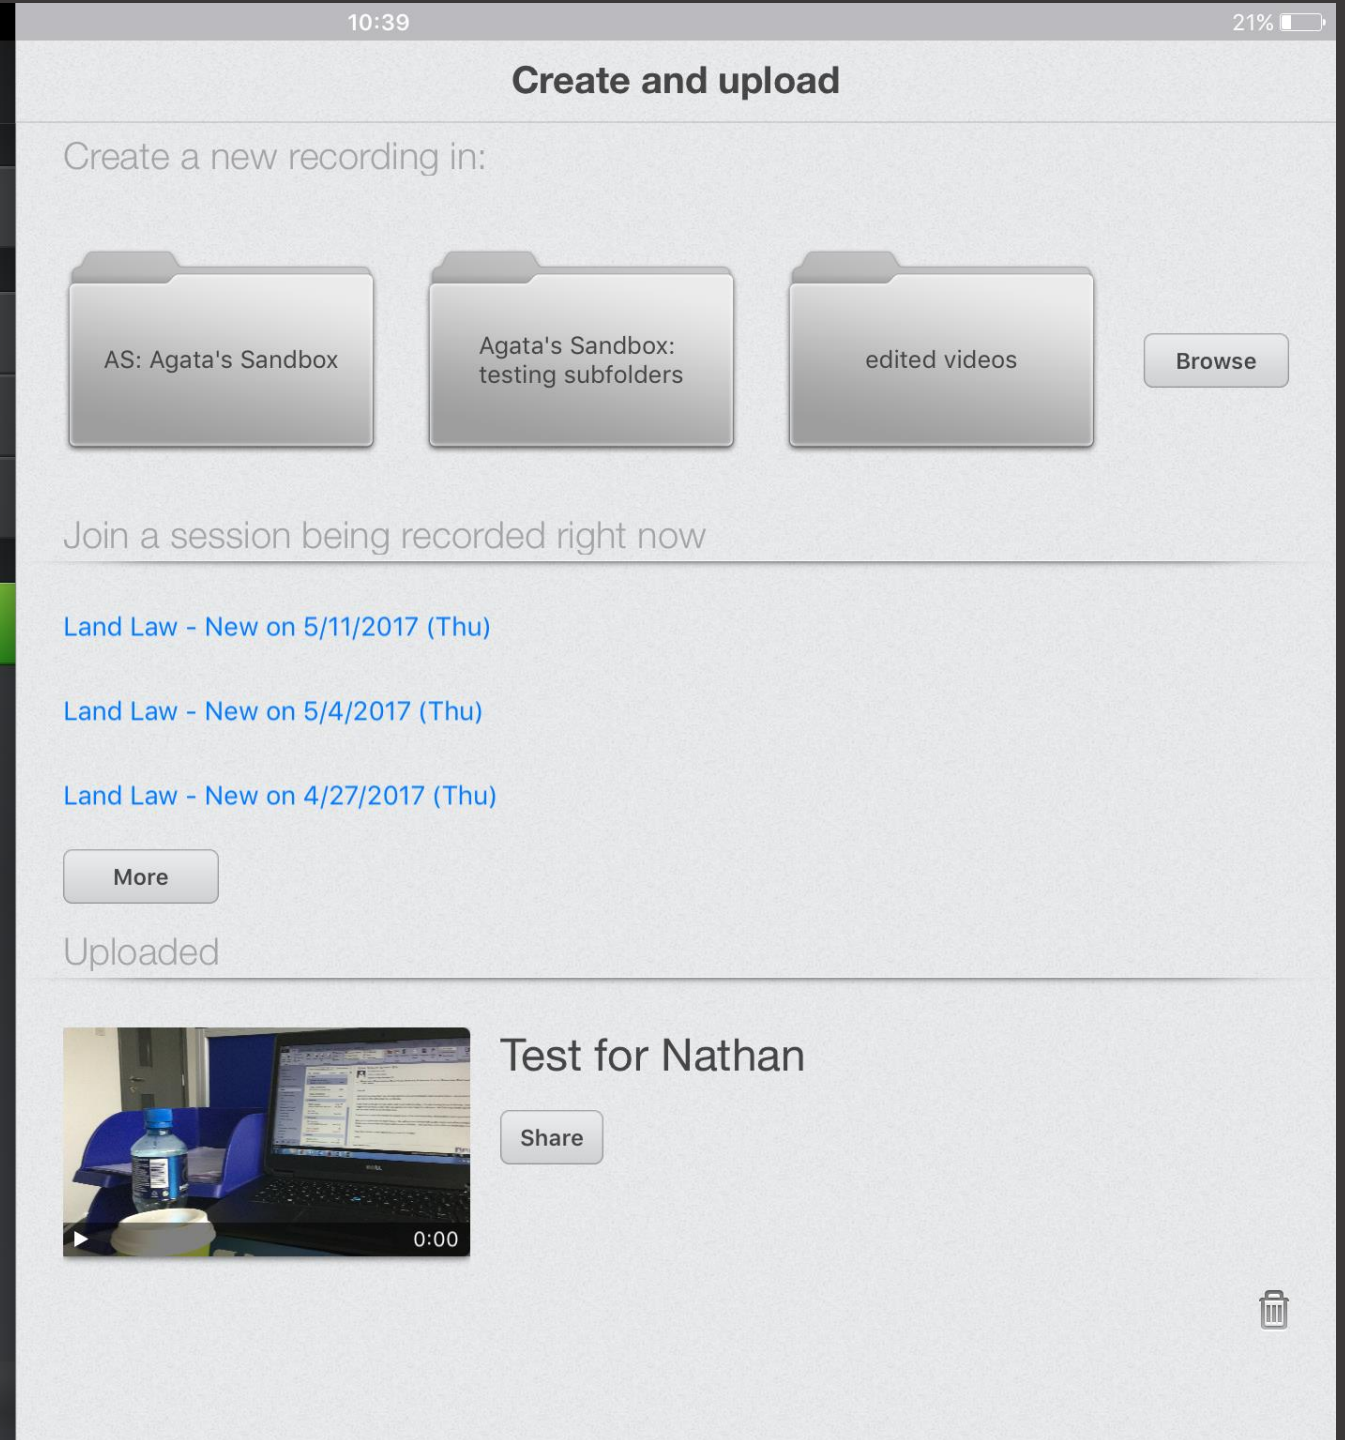 10:39
21%
Create and upload
Create a new recording in:
AS: Agata's Sandbox
Agata's Sandbox:
testing subfolders
edited videos
Browse
Join a session being recorded right now
Land Law - New on 5/11/2017 (Thu)
Land Law - New on 5/4/2017 (Thu)
Land Law - New on 4/27/2017 (Thu)
More
Uploaded
Test for Nathan
Share
DELL
0:00